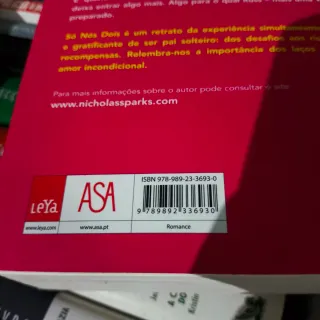 deixa entrar algo mais. Algo para o qual
preparado.
Só Nós Dois é um retrato da experiência simultaneamente
e gratificante de ser pai solteiro: dos desafios aos
recompensas. Relembra-nos a importância dos laços
amor incondicional.
Para mais informações sobre o autor pode consultar o site
www.nicholassparks.com
ISBN 978-989-23-3693-0
LeYa
ASA
9 789892 336930
www.leya.com
www.asa.pt
Romance